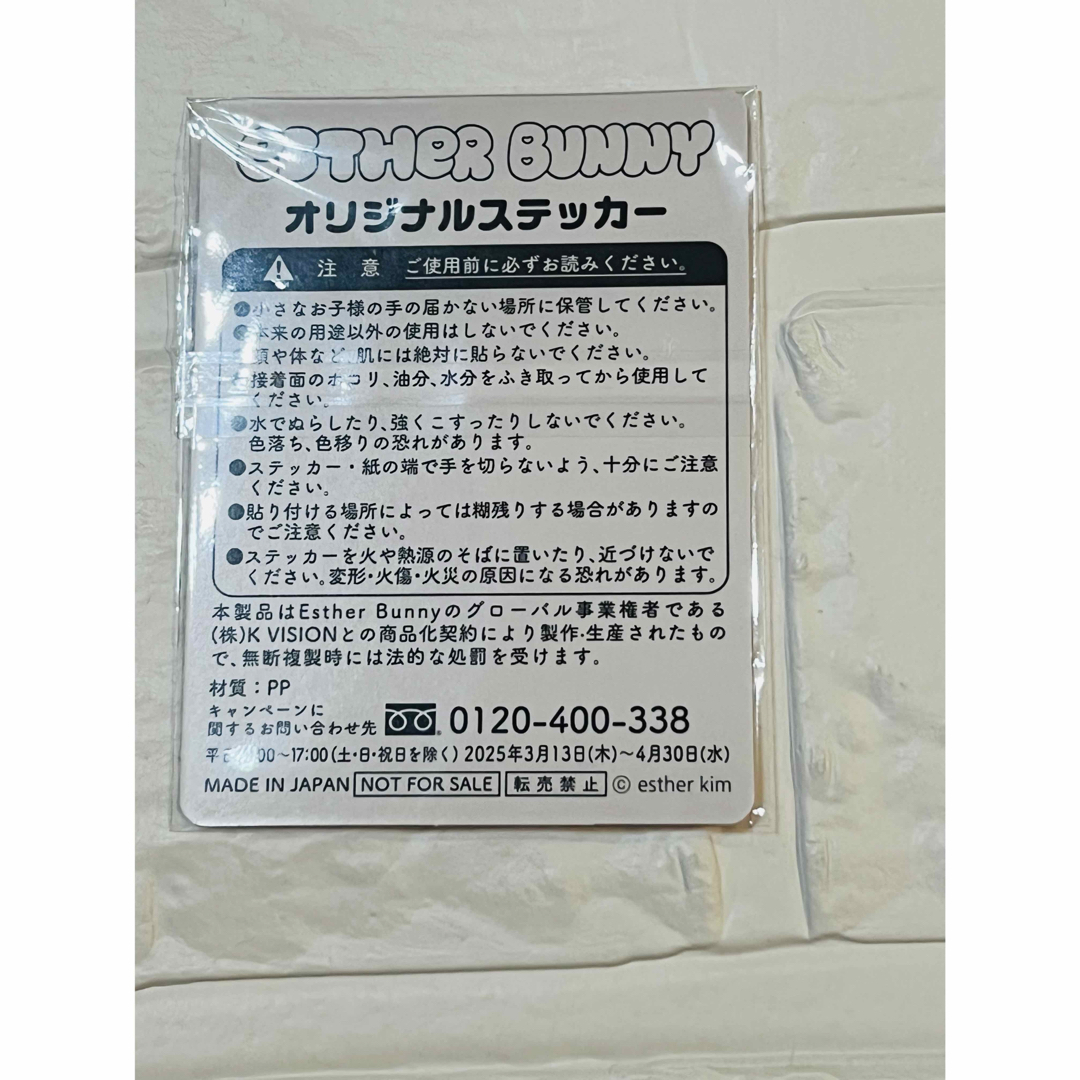 ESTHER BUNNY
オリジナルステッカー
注意 ご使用前に必ずお読みください。
●小さなお子様の手の届かない場所に保管してください。
●本来の用途以外の使用はしないでください。
や体など、肌には絶対に貼らないでください。
接着面のホコリ、油分、水分をふき取ってから使用して
ください。
●水でぬらしたり、強くこすったりしないでください。
色落ち、色移りの恐れがあります。
●ステッカー・紙の端で手を切らないよう、十分にご注意
ください。
●貼り付ける場所によっては糊残りする場合がありますの
でご注意ください。
●ステッカーを火や熱源のそばに置いたり、近づけないで
ください。変形・火傷・火災の原因になる恐れがあります。
本製品はEsther Bunnyのグローバル事業権者である
(株)K VISIONとの商品化契約により製作・生産されたもの
で、無断複製時には法的な処罰を受けます。
材質：PP
キャンペーンに
関するお問い合わせ先 0120-400-338
平 00～17:00(土・日・祝日を除く) 2025年3月13日(木)～4月30日(水)
MADE IN JAPAN NOT FOR SALE 転売禁止 © esther kim